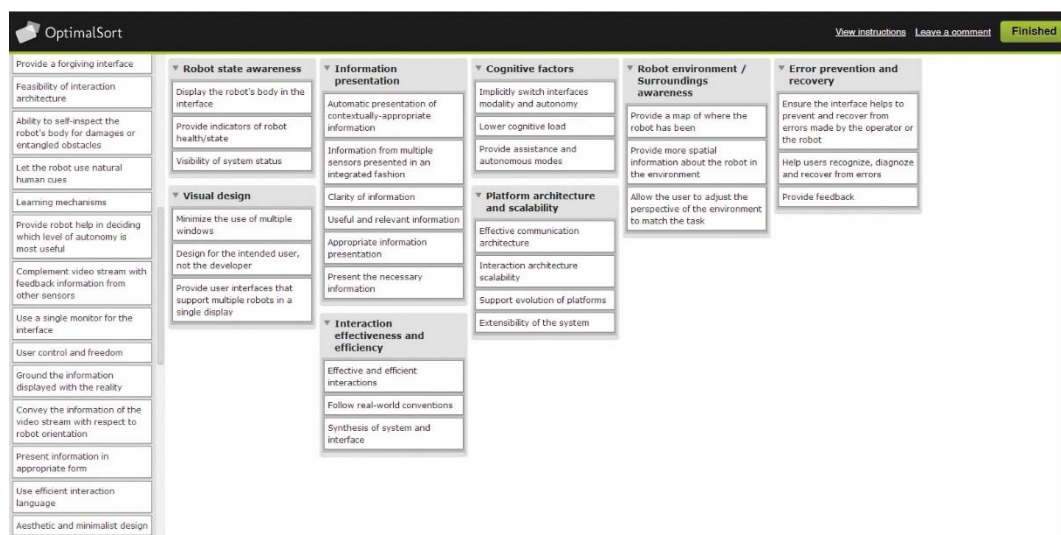 OptimalSort
View instructions
Leave a comment
Finished
Provide a forgiving interface
Feasibility of interaction
architecture
Ability to self-inspect the
robot's body for damages or
entangled obstacles
Let the robot use natural
human cues
Learning mechanisms
Provide robot help in deciding
which level of autonomy is
most useful
Complement video stream with
feedback information from
other sensors
Use a single monitor for the
interface
User control and freedom
Ground the information
displayed with the reality
Convey the information of the
video stream with respect to
robot orientation
Present information in
appropriate form
Use efficient interaction
language
Aesthetic and minimalist design
Robot state awareness
Display the robot's body in the
interface
Provide indicators of robot
health/state
Visibility of system status
Visual design
Minimize the use of multiple
windows
Design for the intended user,
not the developer
Provide user interfaces that
support multiple robots in a
single display
Information
presentation
Automatic presentation of
contextually-appropriate
information
Information from multiple
sensors presented in an
integrated fashion
Clarity of information
Useful and relevant information
Appropriate information
presentation
Present the necessary
information
Interaction
effectiveness and
efficiency
Effective and efficient
interactions
Follow real-world conventions
Synthesis of system and
interface
Cognitive factors
Implicitly switch interfaces
modality and autonomy
Lower cognitive load
Provide assistance and
autonomous modes
Platform architecture
and scalability
Effective communication
architecture
Interaction architecture
scalability
Support evolution of platforms
Extensibility of the system
Robot environment /
Surroundings
awareness
Provide a map of where the
robot has been
Provide more spatial
information about the robot in
the environment
Allow the user to adjust the
perspective of the environment
to match the task
Error prevention and
recovery
Ensure the interface helps to
prevent and recover from
errors made by the operator or
the robot
Help users recognize, diagnose
and recover from errors
Provide feedback